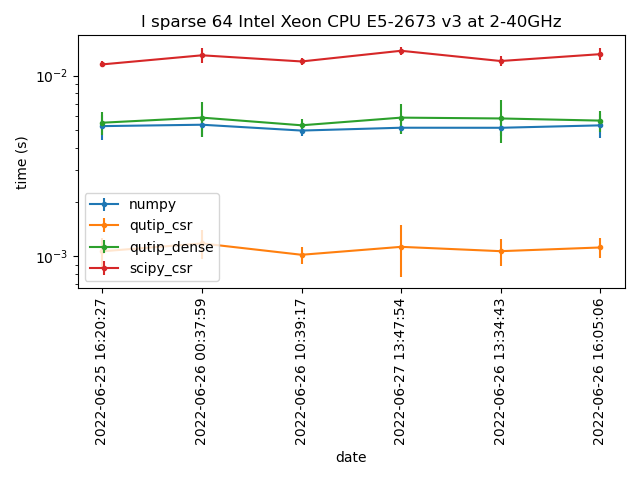 I sparse 64 Intel Xeon CPU E5-2673 v3 at 2-40GHz
time (s)
10⁻²
10⁻³
numpy
qutip_csr
qutip_dense
scipy_csr
2022-06-25 16:20:27
2022-06-26 00:37:59
2022-06-26 10:39:17
2022-06-27 13:47:54
2022-06-26 13:34:43
2022-06-26 16:05:06
date